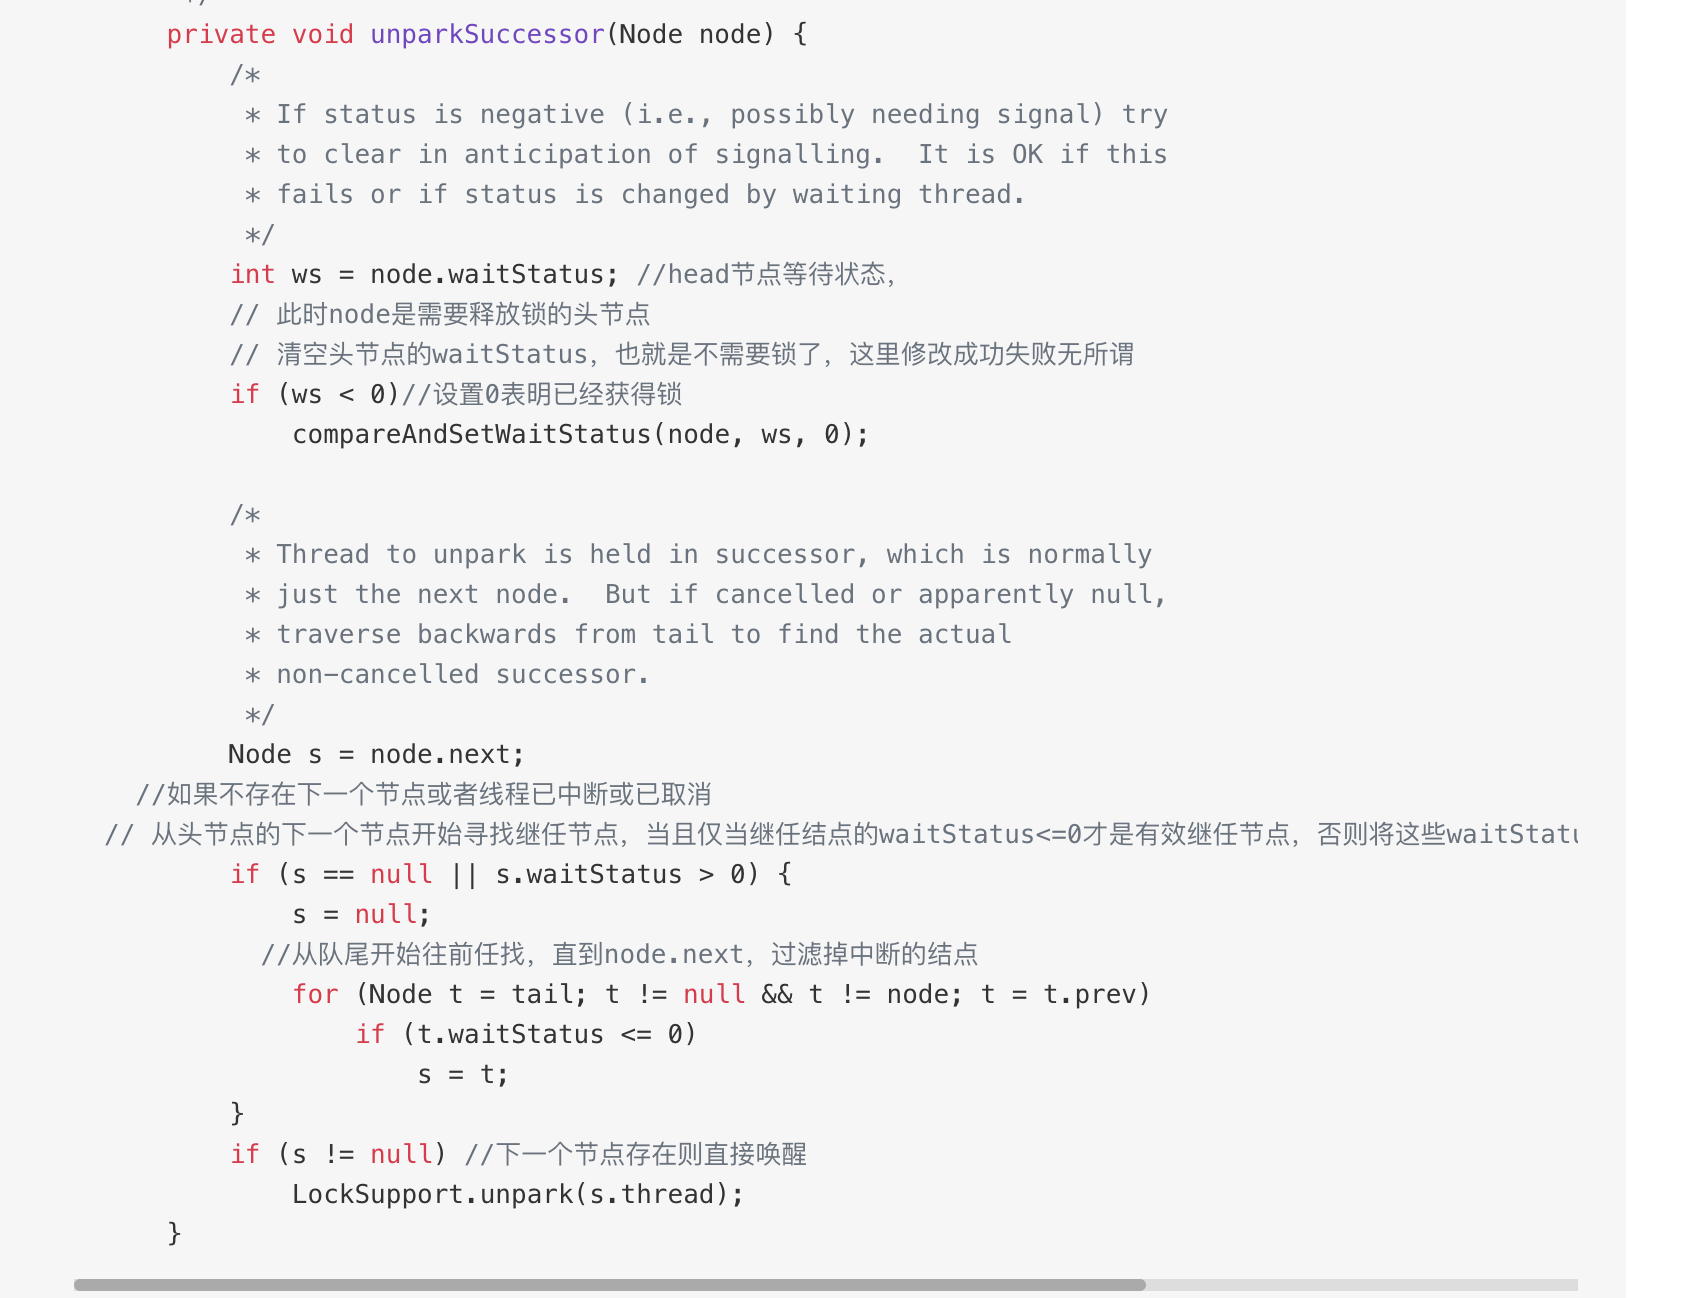 */
private void unparkSuccessor(Node node) {
/*
* If status is negative (i.e., possibly needing signal) try
* to clear in anticipation of signalling.  It is OK if this
* fails or if status is changed by waiting thread.
*/
int ws = node.waitStatus; //head节点等待状态，
// 此时node是需要释放锁的头节点
// 清空头节点的waitStatus，也就是不需要锁了，这里修改成功失败无所谓
if (ws < 0)//设置0表明已经获得锁
compareAndSetWaitStatus(node, ws, 0);
/*
* Thread to unpark is held in successor, which is normally
* just the next node.  But if cancelled or apparently null,
* traverse backwards from tail to find the actual
* non-cancelled successor.
*/
Node s = node.next;
//如果不存在下一个节点或者线程已中断或已取消
// 从头节点的下一个节点开始寻找继任节点，当且仅当继任结点的waitStatus<=0才是有效继任节点，否则将这些waitStatu
if (s == null || s.waitStatus > 0) {
s = null;
//从队尾开始往前任找，直到node.next，过滤掉中断的结点
for (Node t = tail; t != null && t != node; t = t.prev)
if (t.waitStatus <= 0)
s = t;
}
if (s != null) //下一个节点存在则直接唤醒
LockSupport.unpark(s.thread);
}